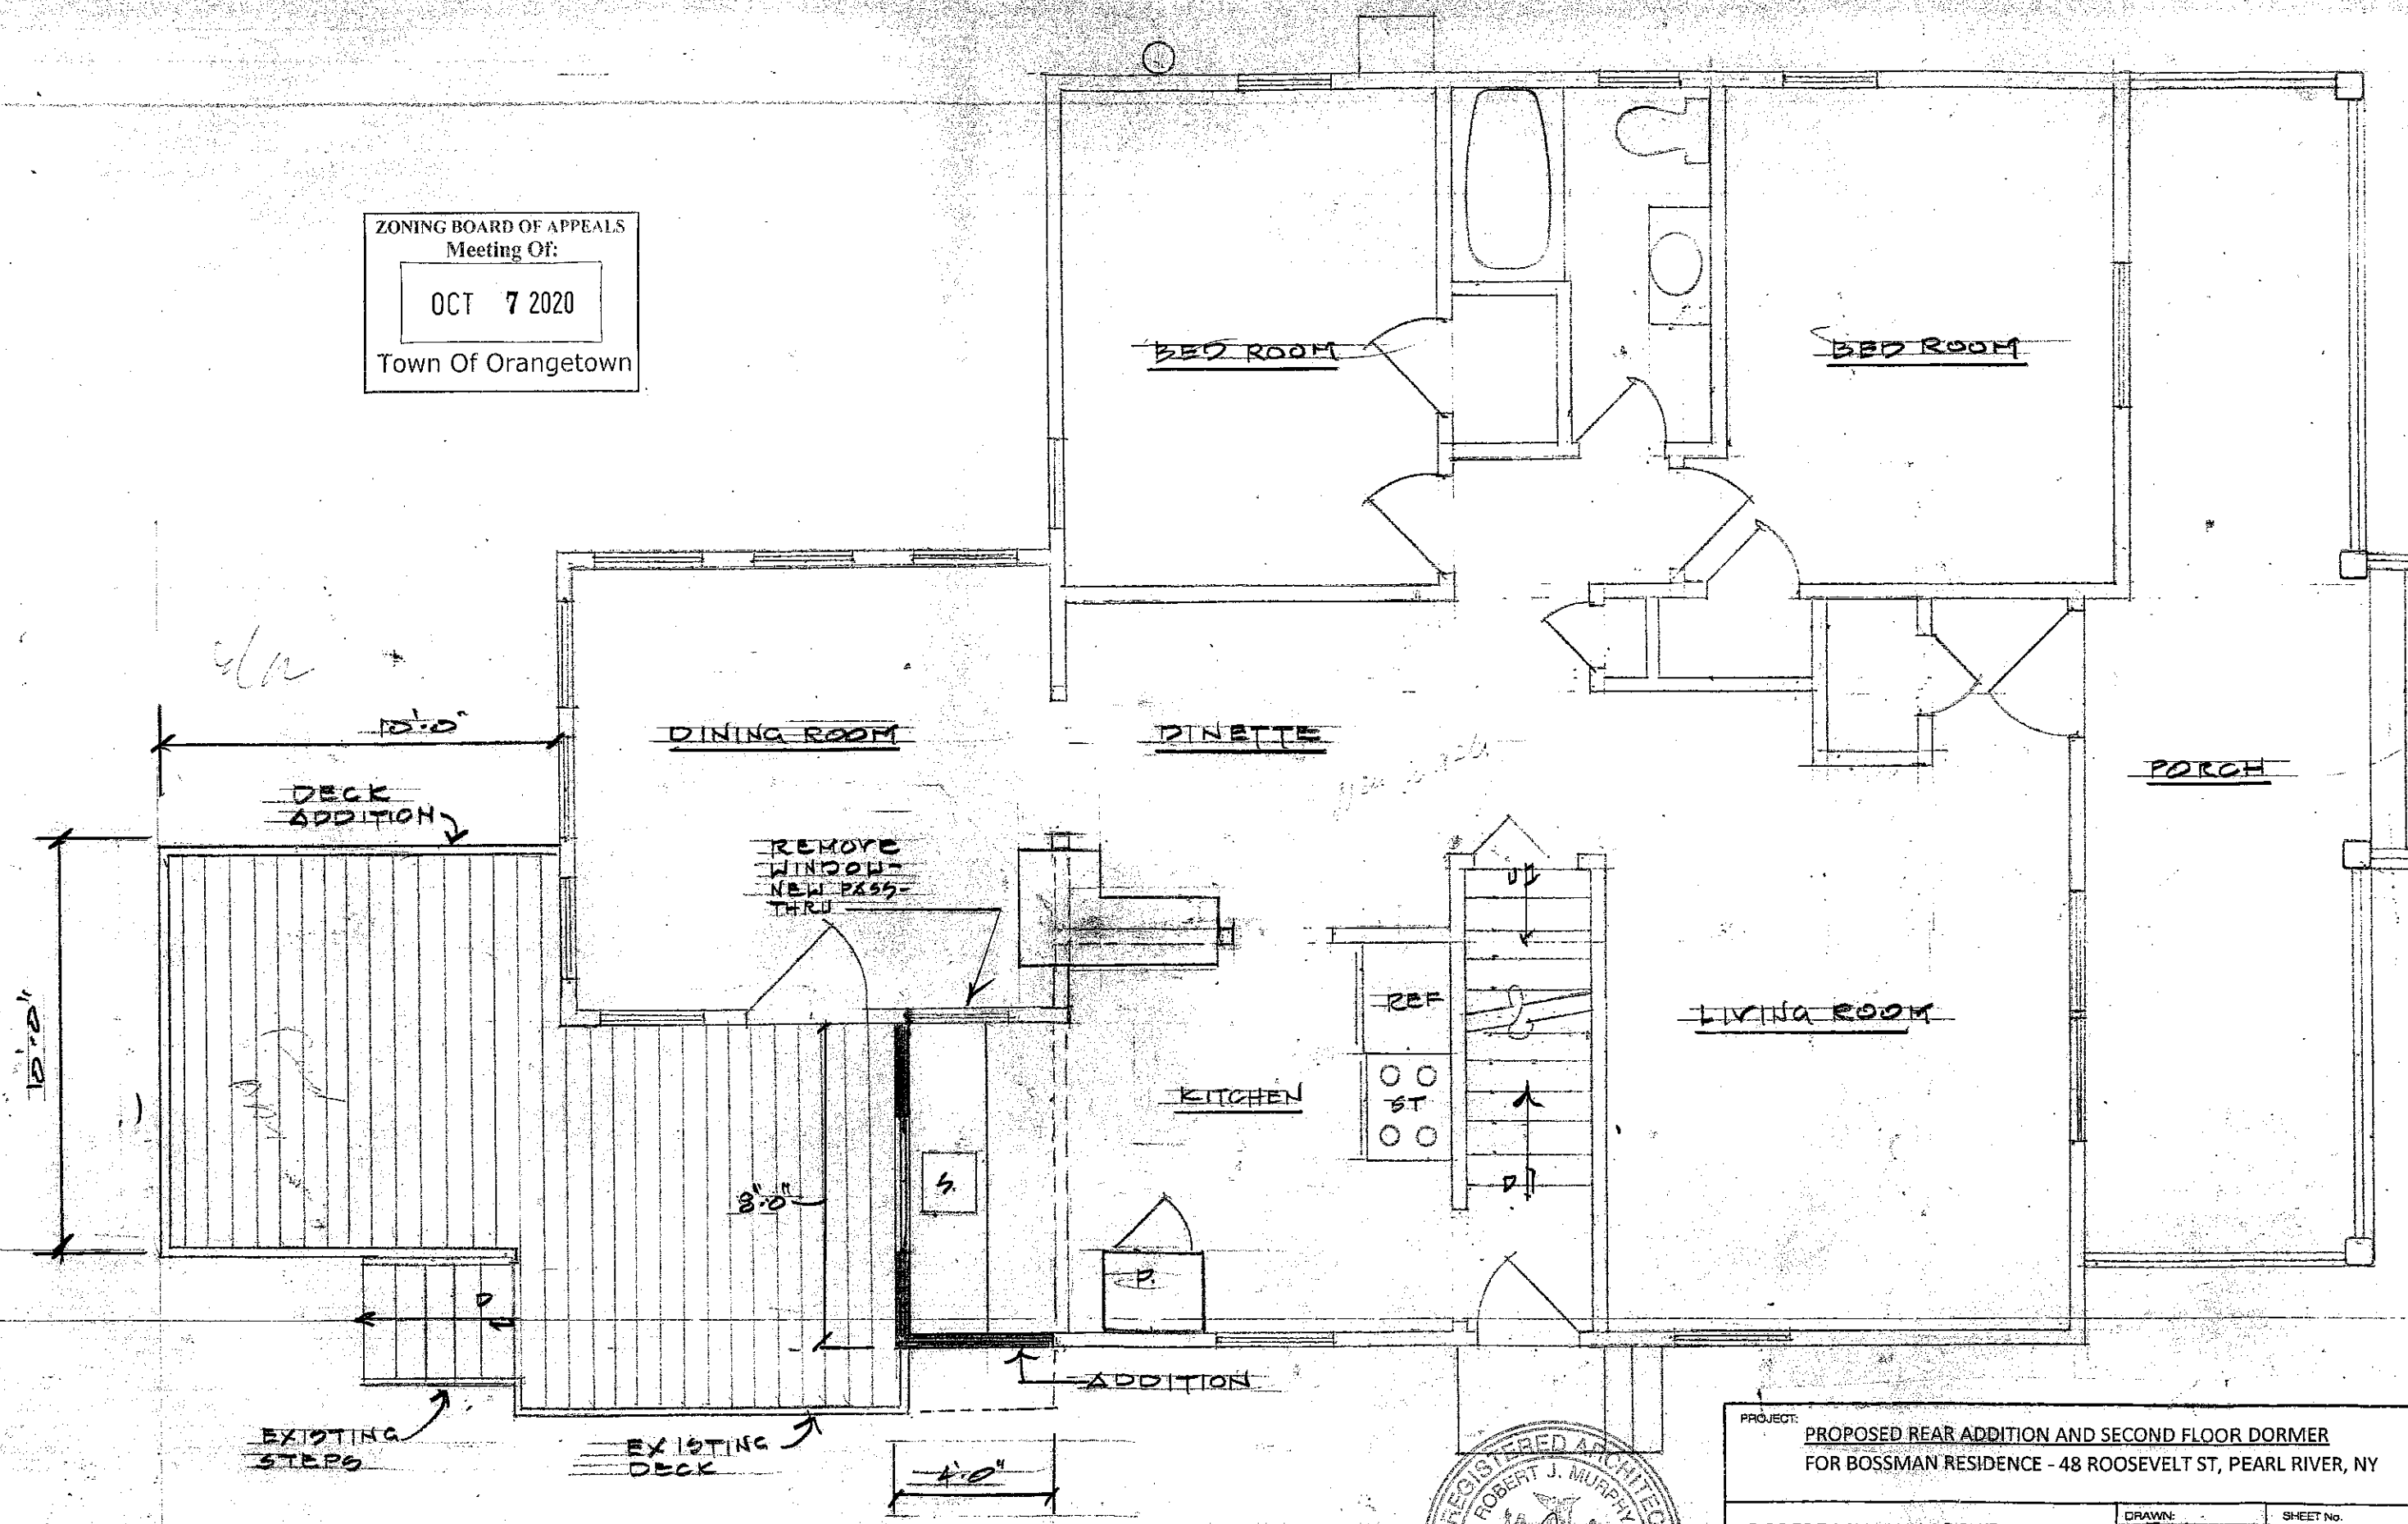 ZONING BOARD OF APPEALS
Meeting Of:
OCT 7 2020
Town Of Orangetown
BED ROOM
BED ROOM
10'-0"
DINING ROOM
DINETTE
PORCH
DECK
ADDITION
REMOVE
WINDOW-
NEW PASS-
THRU
U
REF
LIVING ROOM
10'-0"
KITCHEN
ST
8'-0"
S.
D
P.
D
ADDITION
EXISTING
STEPS
EXISTING
DECK
4'-0"
REGISTERED ARCHITEC
ROBERT J. MURPHY
PROJECT:
PROPOSED REAR ADDITION AND SECOND FLOOR DORMER
FOR BOSSMAN RESIDENCE - 48 ROOSEVELT ST, PEARL RIVER, NY
DRAWN:
SHEET No.